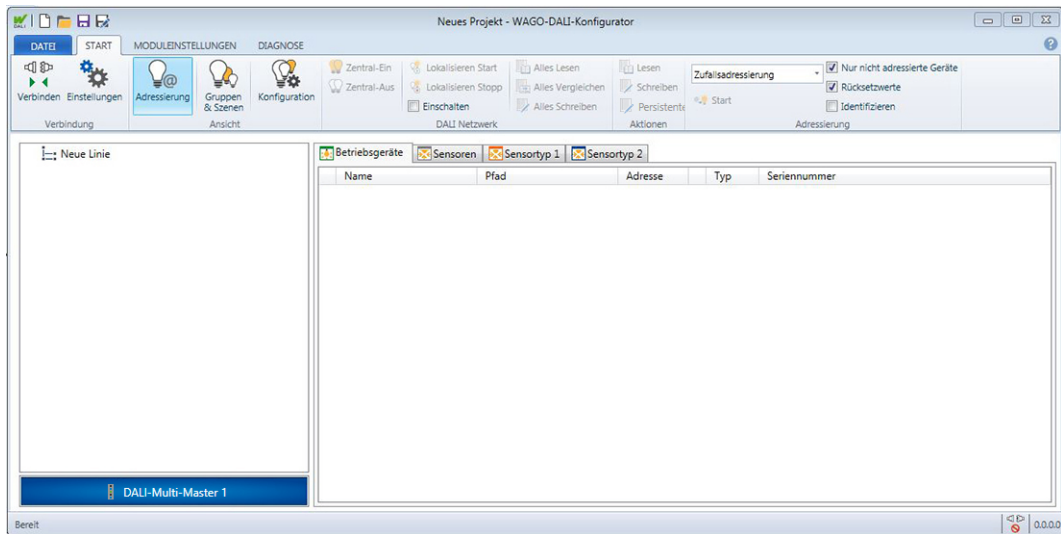 DALI
Neues Projekt - WAGO-DALI-Konfigurator
DATEI START MODULEINSTELLUNGEN DIAGNOSE
Verbinden Einstellungen
Verbindung
Adressierung Gruppen & Szenen Konfiguration
Ansicht
Zentral-Ein Lokalisieren Start Alles Lesen
Zentral-Aus Lokalisieren Stopp Alles Vergleichen
Einschalten Alles Schreiben
DALI Netzwerk
Lesen
Schreiben
Persistente
Aktionen
Zufallsadressierung
Start
Nur nicht adressierte Geräte
Rücksetzwerte
Identifizieren
Adressierung
Neue Linie
Betriebsgeräte Sensoren Sensortyp 1 Sensortyp 2
Name Pfad Adresse Typ Seriennummer
DALI-Multi-Master 1
Bereit
0.0.0.0